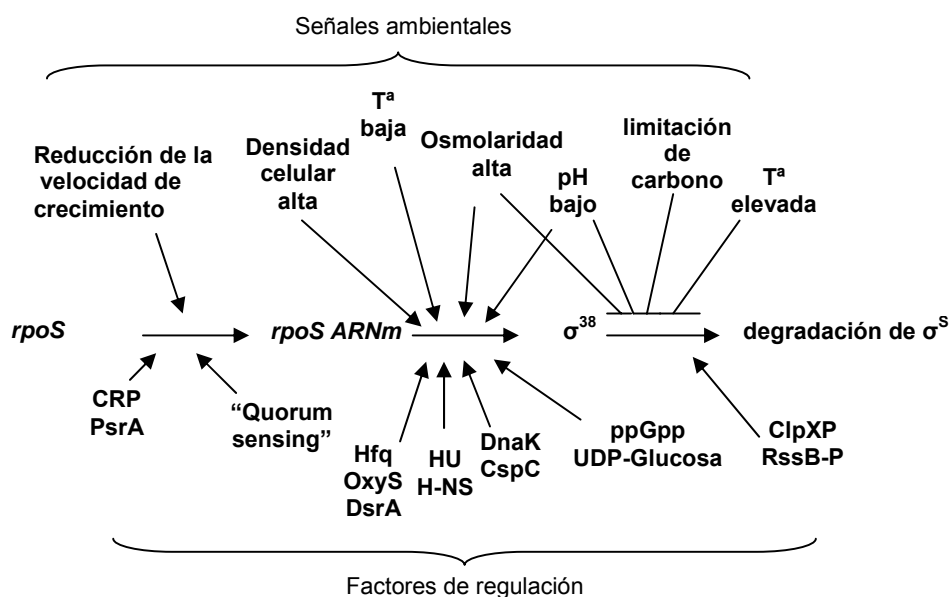 Señales ambientales
Reducción de la
velocidad de
crecimiento
Densidad
celular
alta
Tª
baja
Osmolaridad
alta
pH
bajo
limitación
de
carbono
Tª
elevada
rpoS
rpoS ARNm
σ³⁸
degradación de σˢ
CRP
PsrA
“Quorum
sensing”
Hfq
OxyS
DsrA
HU
H-NS
DnaK
CspC
ppGpp
UDP-Glucosa
ClpXP
RssB-P
Factores de regulación